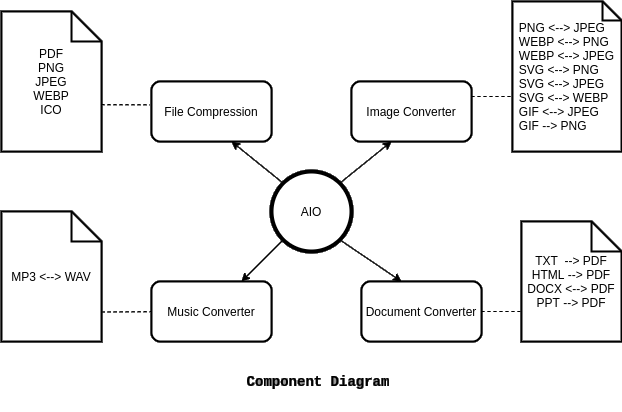 PDF
PNG
JPEG
WEBP
ICO
File Compression
Image Converter
PNG <--> JPEG
WEBP <--> PNG
WEBP <--> JPEG
SVG <--> PNG
SVG <--> JPEG
SVG <--> WEBP
GIF <--> JPEG
GIF --> PNG
AIO
MP3 <--> WAV
Music Converter
Document Converter
TXT  --> PDF
HTML --> PDF
DOCX <--> PDF
PPT --> PDF
Component Diagram